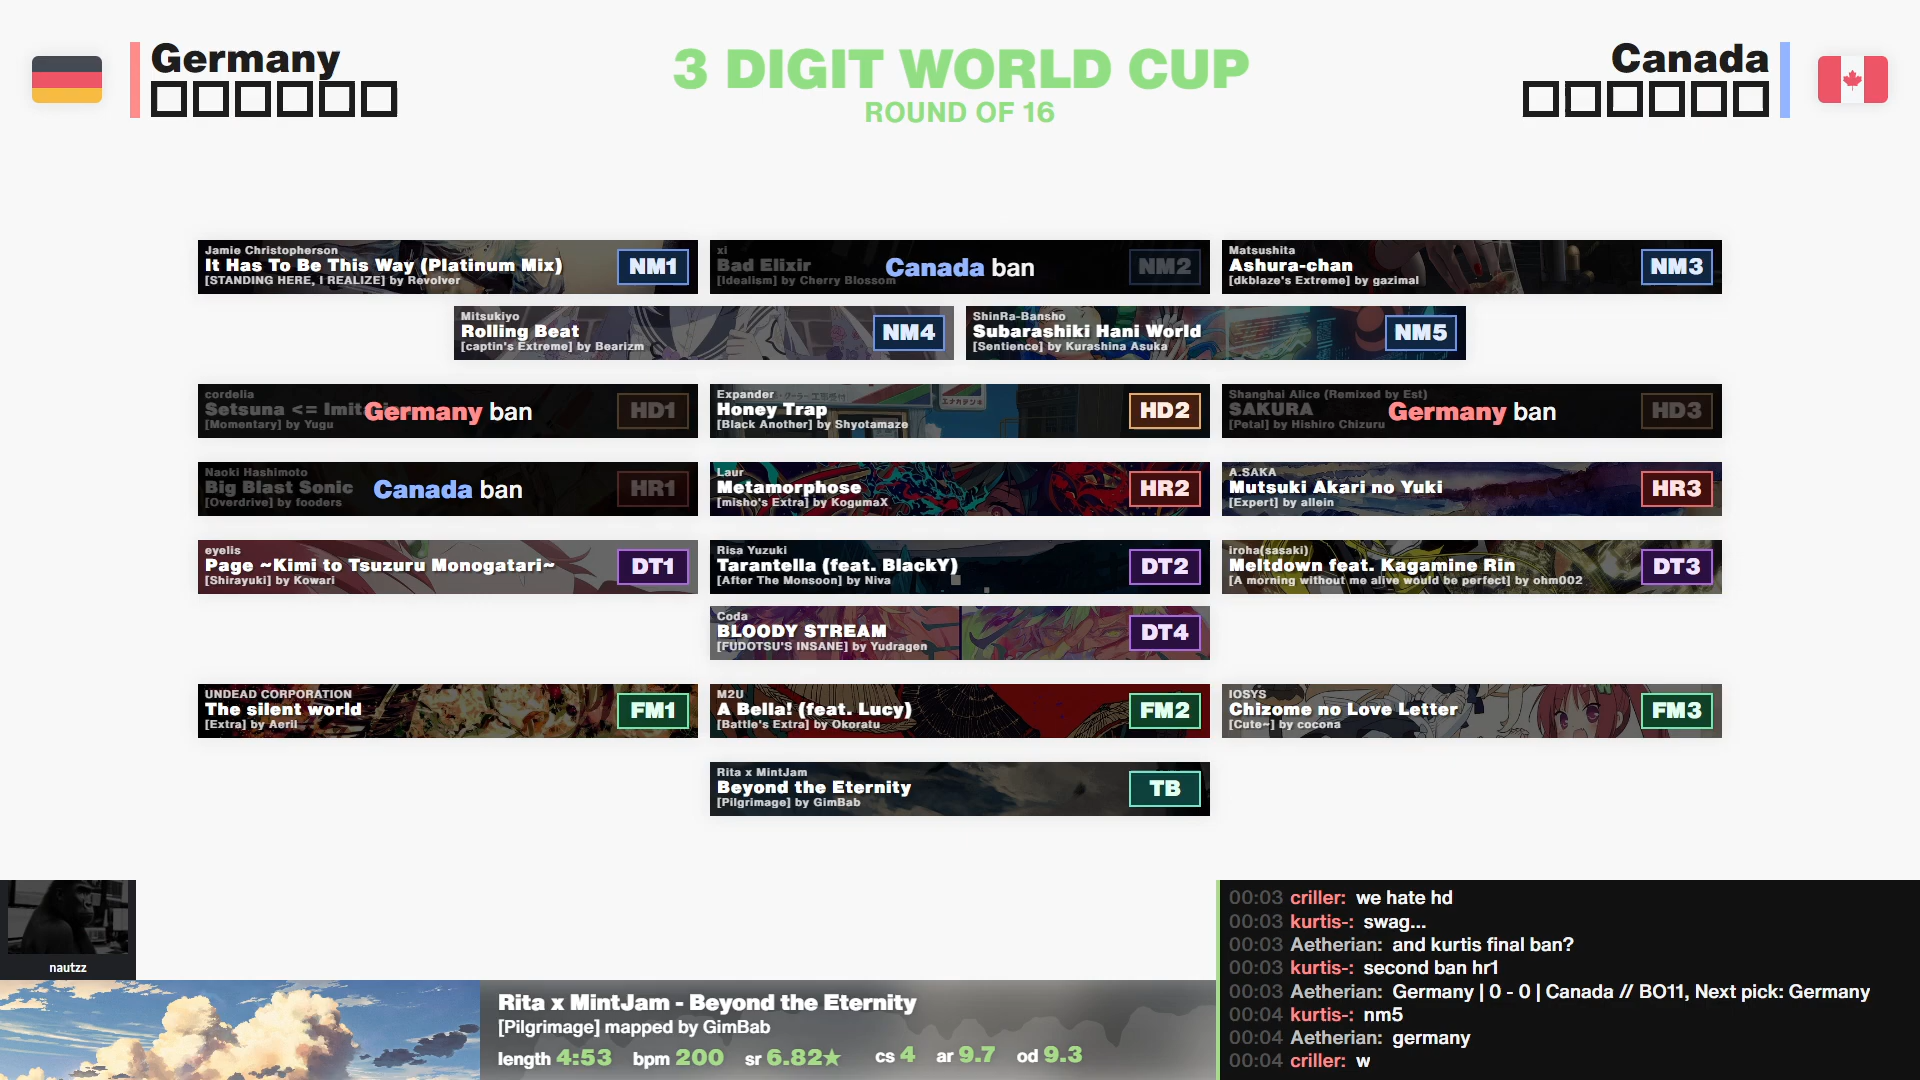 Germany
3 DIGIT WORLD CUP
ROUND OF 16
Canada
Jamie Christopherson
It Has To Be This Way (Platinum Mix)
[STANDING HERE, I REALIZE] by Revolver
NM1
xi
Bad Elixir
[Idealism] by Cherry Blossom
Canada ban
NM2
Matsushita
Ashura-chan
[dkblaze's Extreme] by gazimal
NM3
Mitsukiyo
Rolling Beat
[captin's Extreme] by Bearizm
NM4
ShinRa-Bansho
Subarashiki Hani World
[Sentience] by Kurashina Asuka
NM5
cordelia
Setsuna <=
[Momentary] by Yugu
Germany ban
HD1
Expander
Honey Trap
[Black Another] by Shyotamaze
HD2
Shanghai Alice (Remixed by Est)
SAKURA
[Petal] by Hishiro Chizuru
Germany ban
HD3
Naoki Hashimoto
Big Blast Sonic
[Overdrive] by fooders
Canada ban
HR1
Laur
Metamorphose
[misho's Extra] by KogumaX
HR2
A.SAKA
Mutsuki Akari no Yuki
[Expert] by allein
HR3
eyelis
Page ~Kimi to Tsuzuru Monogatari~
[Shirayuki] by Kowari
DT1
Risa Yuzuki
Tarantella (feat. BlackY)
[After The Monsoon] by Niva
DT2
iroha(sasaki)
Meltdown feat. Kagamine Rin
[A morning without me alive would be perfect] by ohm002
DT3
Coda
BLOODY STREAM
[FUDOTSU'S INSANE] by Yudragen
DT4
UNDEAD CORPORATION
The silent world
[Extra] by Aeril
FM1
M2U
A Bella! (feat. Lucy)
[Battle's Extra] by Okoratu
FM2
IOSYS
Chizome no Love Letter
[Cute~] by cocona
FM3
Rita x MintJam
Beyond the Eternity
[Pilgrimage] by GimBab
TB
nautzz
Rita x MintJam - Beyond the Eternity
[Pilgrimage] mapped by GimBab
length 4:53 bpm 200 sr 6.82★ cs 4 ar 9.7 od 9.3
00:03 criller: we hate hd
00:03 kurtis-: swag...
00:03 Aetherian: and kurtis final ban?
00:03 kurtis-: second ban hr1
00:03 Aetherian: Germany | 0 - 0 | Canada // BO11, Next pick: Germany
00:04 kurtis-: nm5
00:04 Aetherian: germany
00:04 criller: w